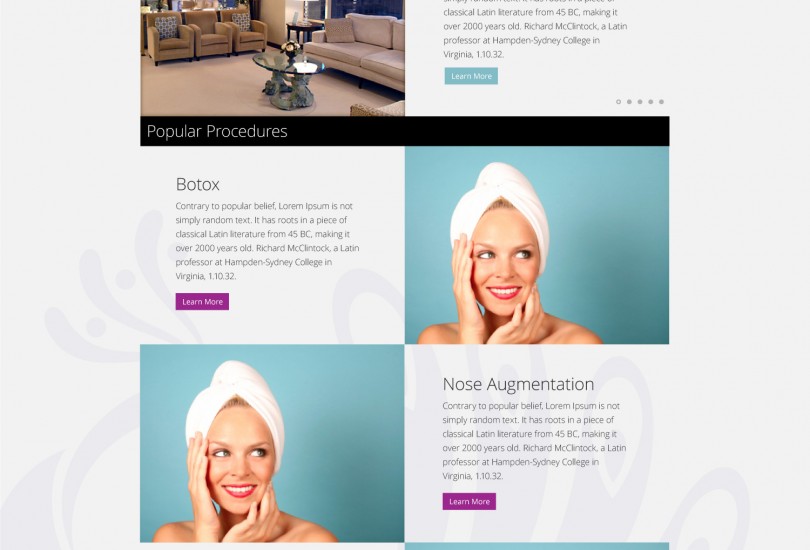 simply random text. It has roots in a piece of
classical Latin literature from 45 BC, making it
over 2000 years old. Richard McClintock, a Latin
professor at Hampden-Sydney College in
Virginia, 1.10.32.
Learn More
Popular Procedures
Botox
Contrary to popular belief, Lorem Ipsum is not
simply random text. It has roots in a piece of
classical Latin literature from 45 BC, making it
over 2000 years old. Richard McClintock, a Latin
professor at Hampden-Sydney College in
Virginia, 1.10.32.
Learn More
Nose Augmentation
Contrary to popular belief, Lorem Ipsum is not
simply random text. It has roots in a piece of
classical Latin literature from 45 BC, making it
over 2000 years old. Richard McClintock, a Latin
professor at Hampden-Sydney College in
Virginia, 1.10.32.
Learn More